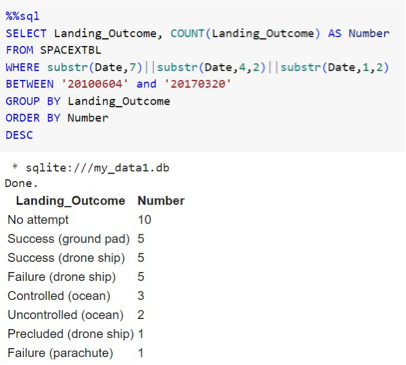 %%sql
SELECT Landing_Outcome, COUNT(Landing_Outcome) AS Number
FROM SPACEXTBL
WHERE substr(Date,7)||substr(Date,4,2)||substr(Date,1,2)
BETWEEN '20100604' and '20170320'
GROUP BY Landing_Outcome
ORDER BY Number
DESC
* sqlite:///my_data1.db
Done.
Landing_Outcome Number
No attempt 10
Success (ground pad) 5
Success (drone ship) 5
Failure (drone ship) 5
Controlled (ocean) 3
Uncontrolled (ocean) 2
Precluded (drone ship) 1
Failure (parachute) 1